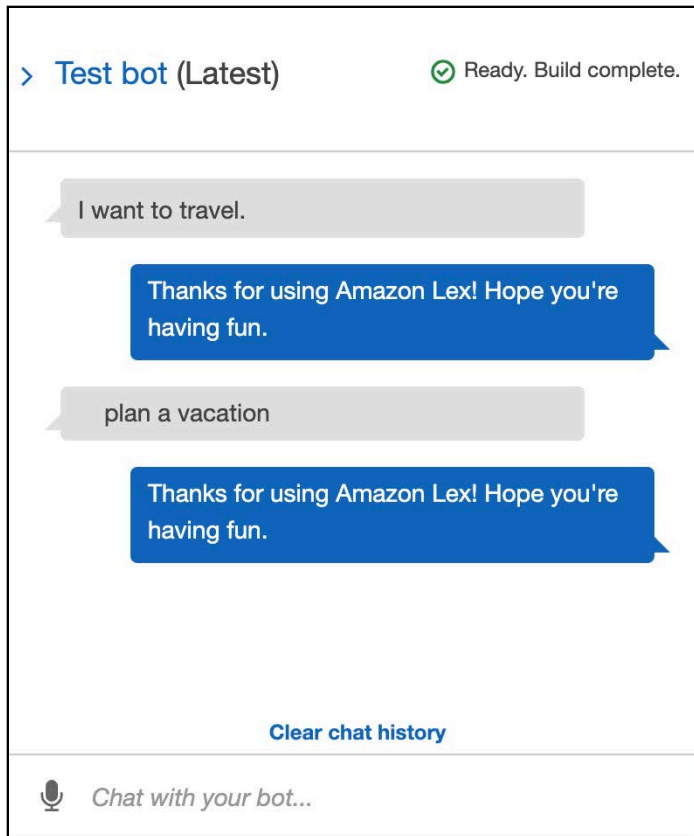 Test bot (Latest)
Ready. Build complete.
I want to travel.
Thanks for using Amazon Lex! Hope you're
having fun.
plan a vacation
Thanks for using Amazon Lex! Hope you're
having fun.
Clear chat history
Chat with your bot...